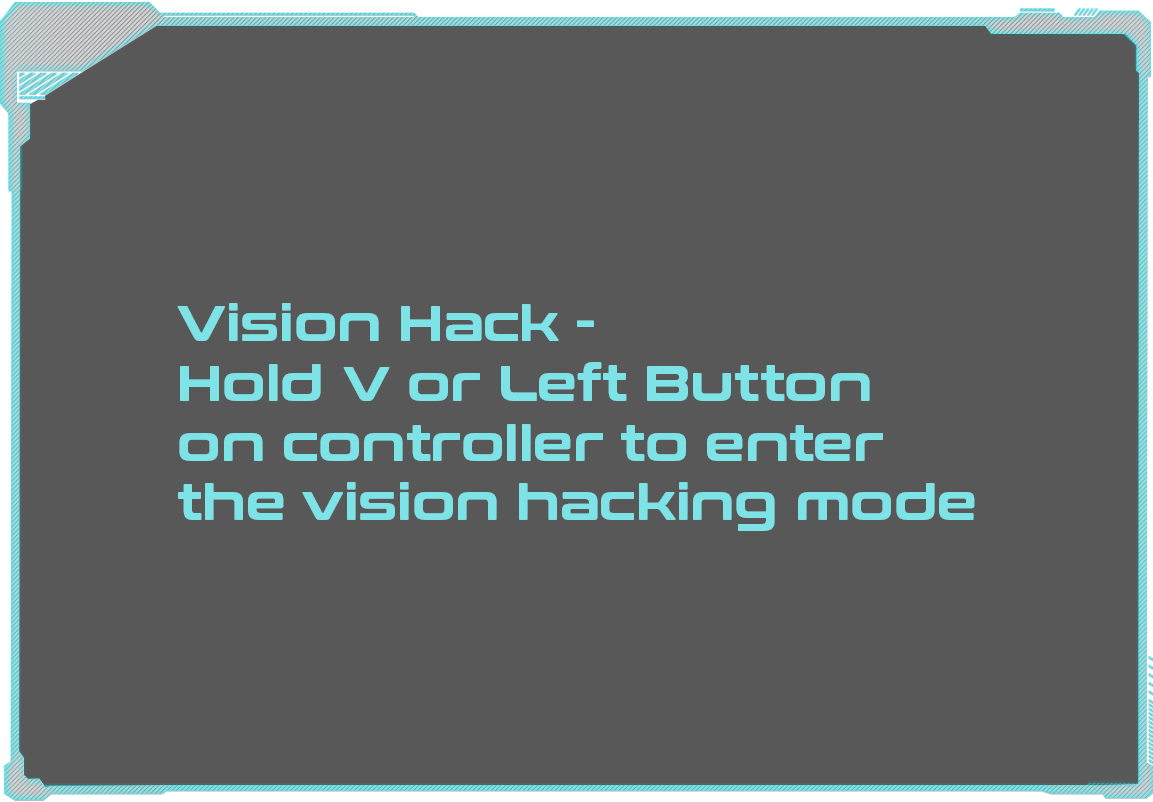 Vision Hack -
Hold V or Left Button
on controller to enter
the vision hacking mode